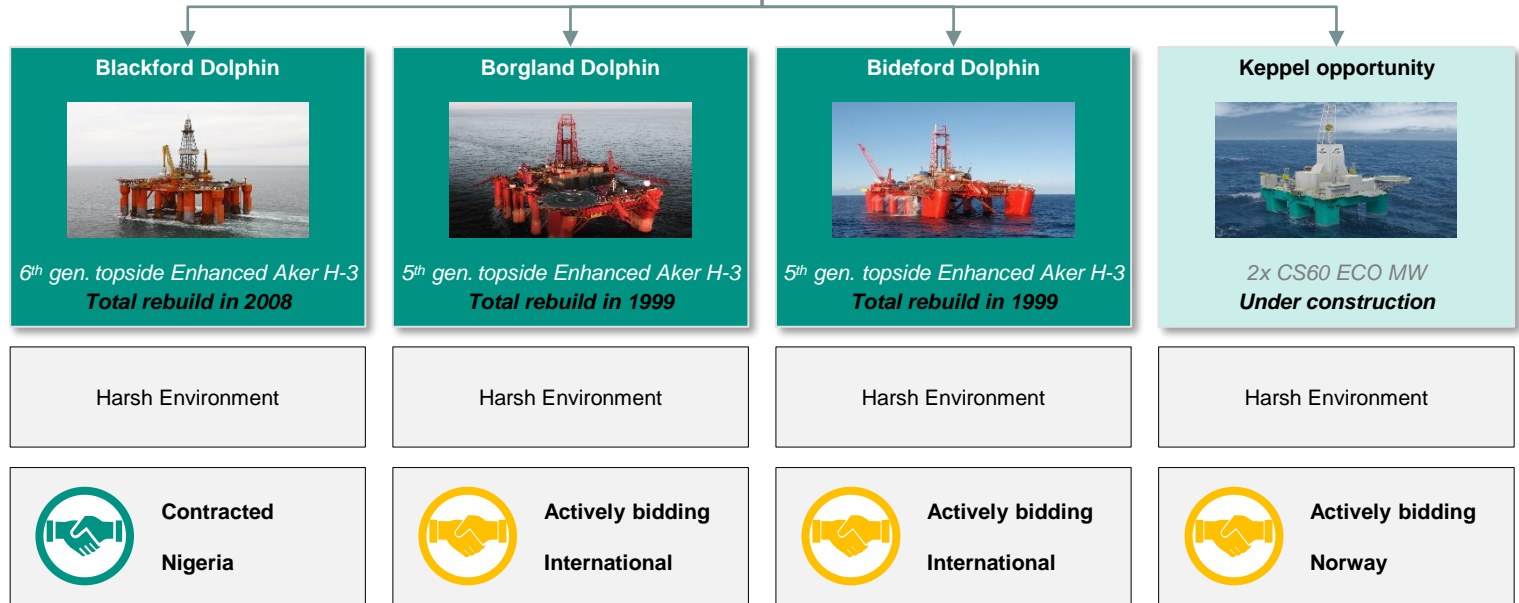 Blackford Dolphin
6th gen. topside Enhanced Aker H-3
Total rebuild in 2008
Harsh Environment
Contracted
Nigeria
Borgland Dolphin
5th gen. topside Enhanced Aker H-3
Total rebuild in 1999
Harsh Environment
Actively bidding
International
Bideford Dolphin
5th gen. topside Enhanced Aker H-3
Total rebuild in 1999
Harsh Environment
Actively bidding
International
Keppel opportunity
2x CS60 ECO MW
Under construction
Harsh Environment
Actively bidding
Norway